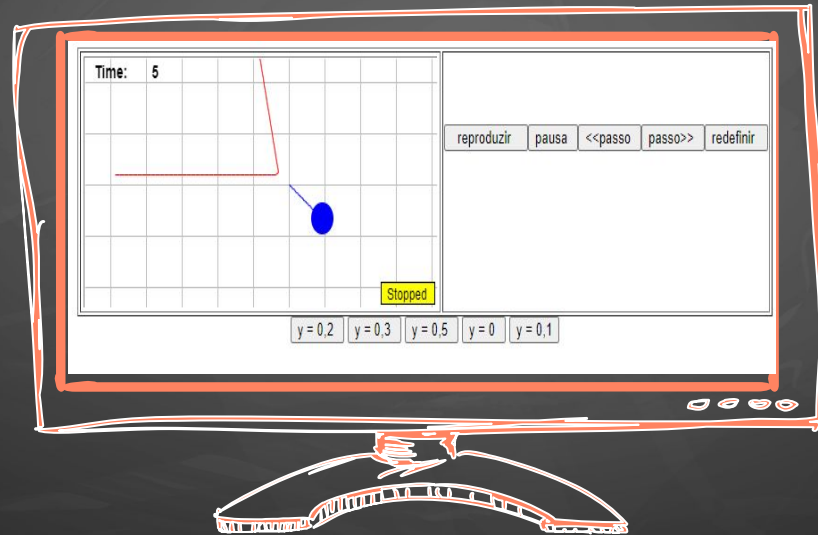 Time: 5
reproduzir pausa <<passo passo>> redefinir
Stopped
y = 0,2 y = 0,3 y = 0,5 y = 0 y = 0,1